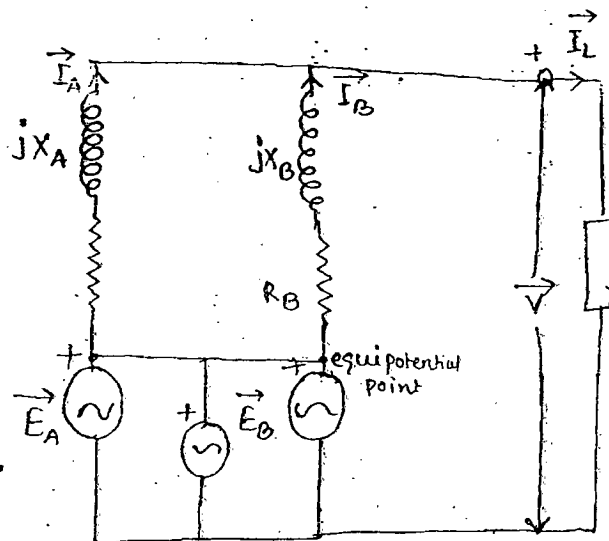 I_A
I_B
+ I_L
jX_A
jX_B
R_B
V
+
+ equipotential
point
E_A
+
E_B